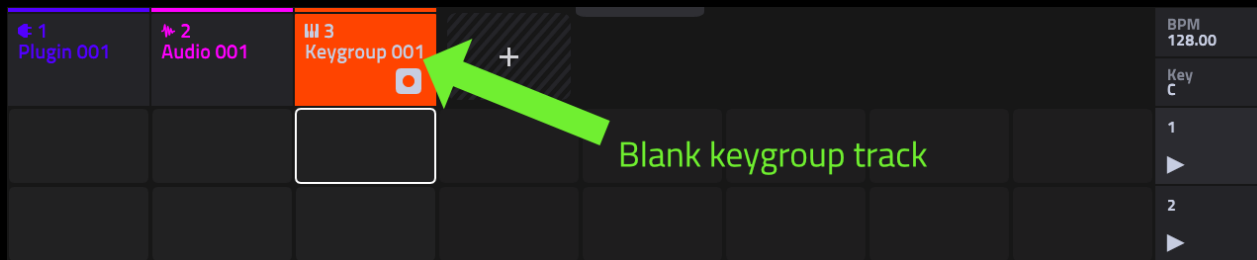 1
Plugin 001
2
Audio 001
3
Keygroup 001
+
BPM
128.00
Key
C
Blank keygroup track
1
2